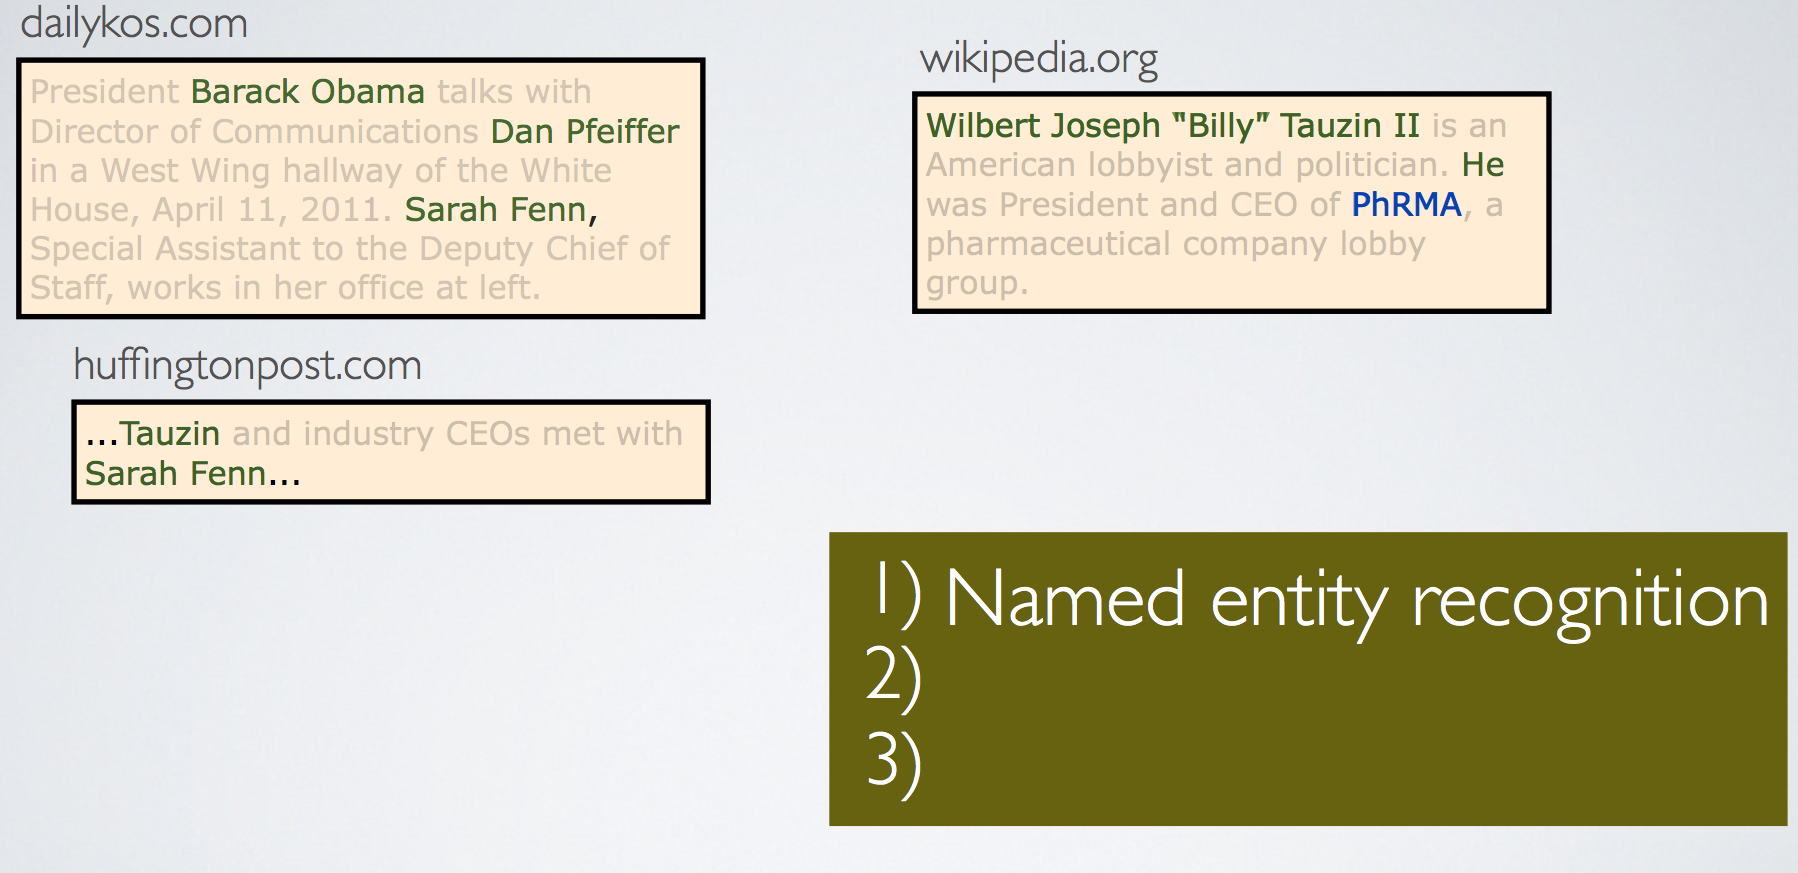 dailykos.com
President Barack Obama talks with
Director of Communications Dan Pfeiffer
in a West Wing hallway of the White
House, April 11, 2011. Sarah Fenn,
Special Assistant to the Deputy Chief of
Staff, works in her office at left.
huffingtonpost.com
...Tauzin and industry CEOs met with
Sarah Fenn...
wikipedia.org
Wilbert Joseph “Billy” Tauzin II is an
American lobbyist and politician. He
was President and CEO of PhRMA, a
pharmaceutical company lobby
group.
1) Named entity recognition
2)
3)